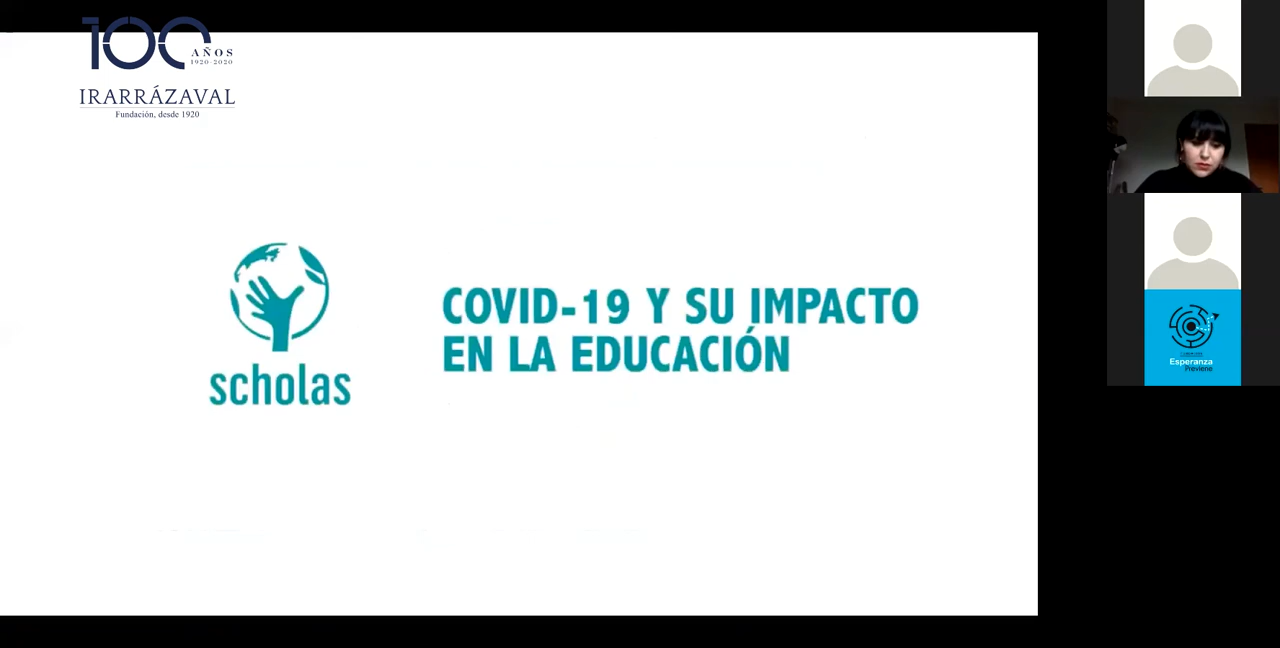 100
AÑOS
1920-2020
IRARRÁZAVAL
Fundación, desde 1920
scholas
COVID-19 Y SU IMPACTO
EN LA EDUCACIÓN
Esperanza
Previene